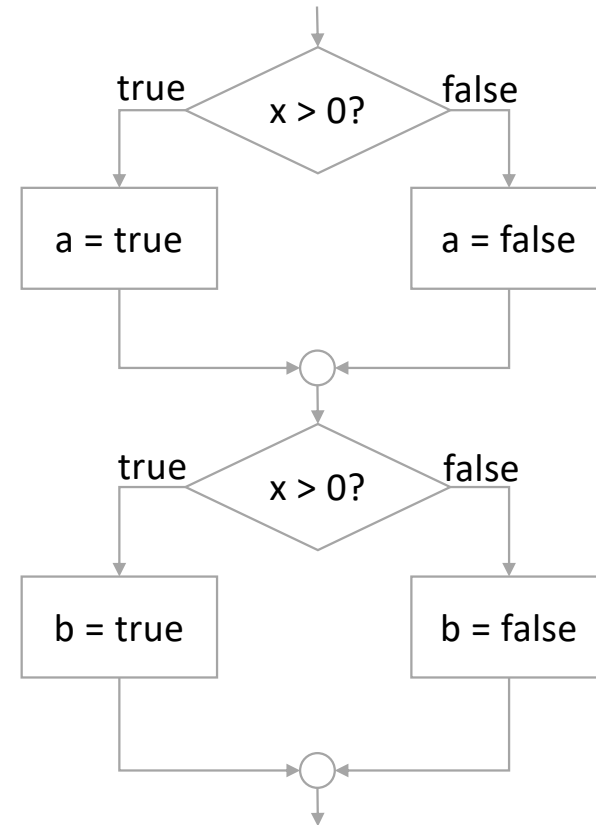 true
false
x > 0?
a = true
a = false
true
false
x > 0?
b = true
b = false